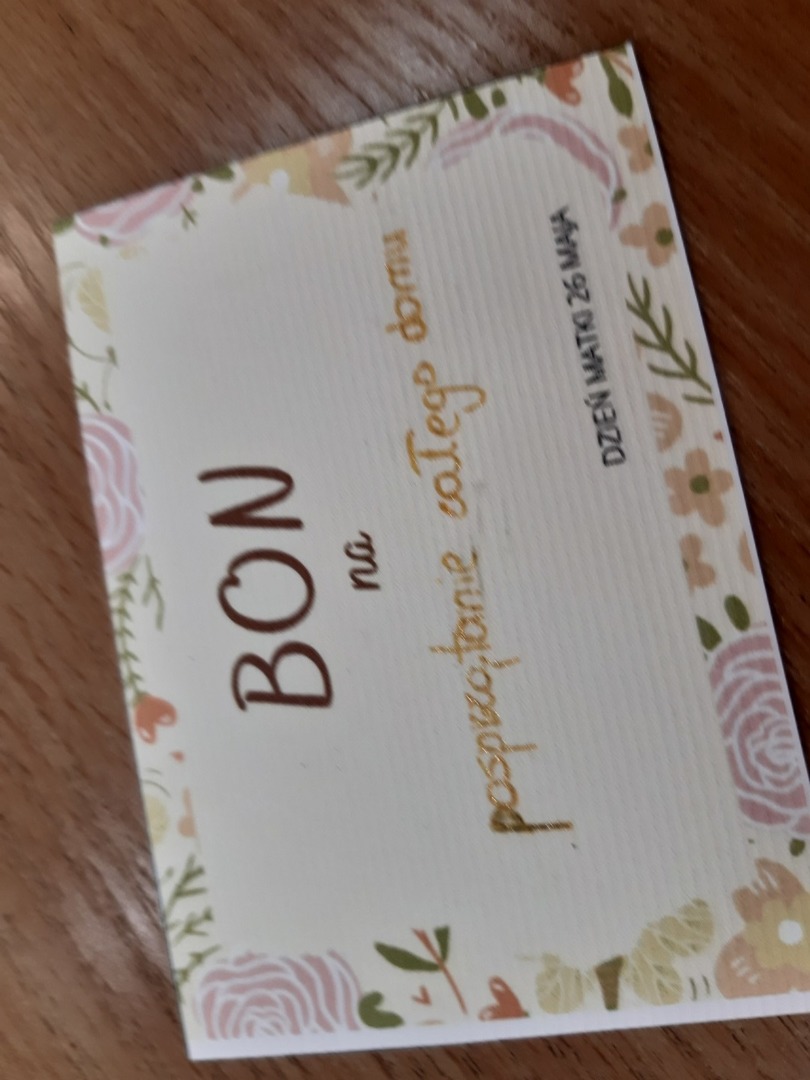 BON
na
posprzątanie całego domu
DZIEŃ MATKI 26 MAJA